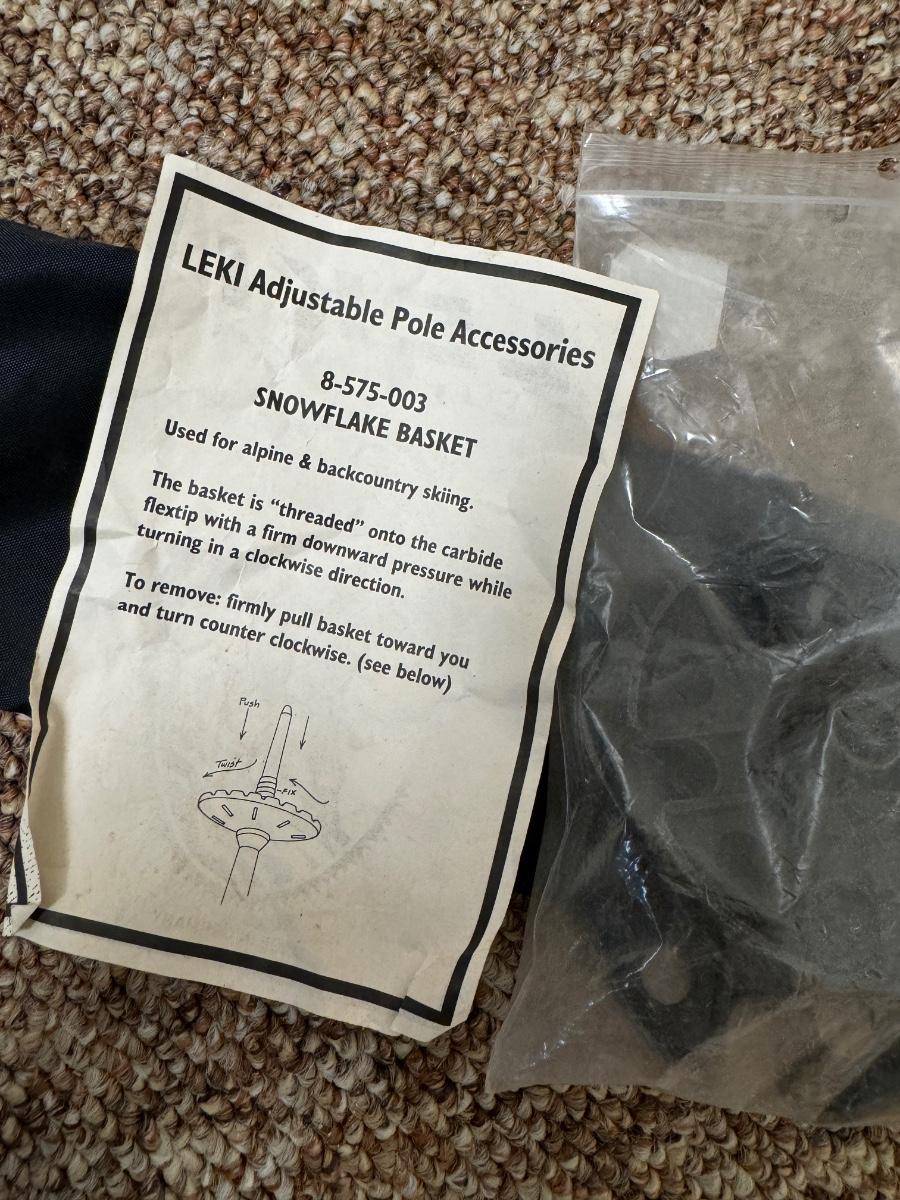 LEKI Adjustable Pole Accessories
8-575-003
SNOWFLAKE BASKET
Used for alpine & backcountry skiing.
The basket is “threaded” onto the carbide
flextip with a firm downward pressure while
turning in a clockwise direction.
To remove: firmly pull basket toward you
and turn counter clockwise. (see below)
Push
Twist
-FIX